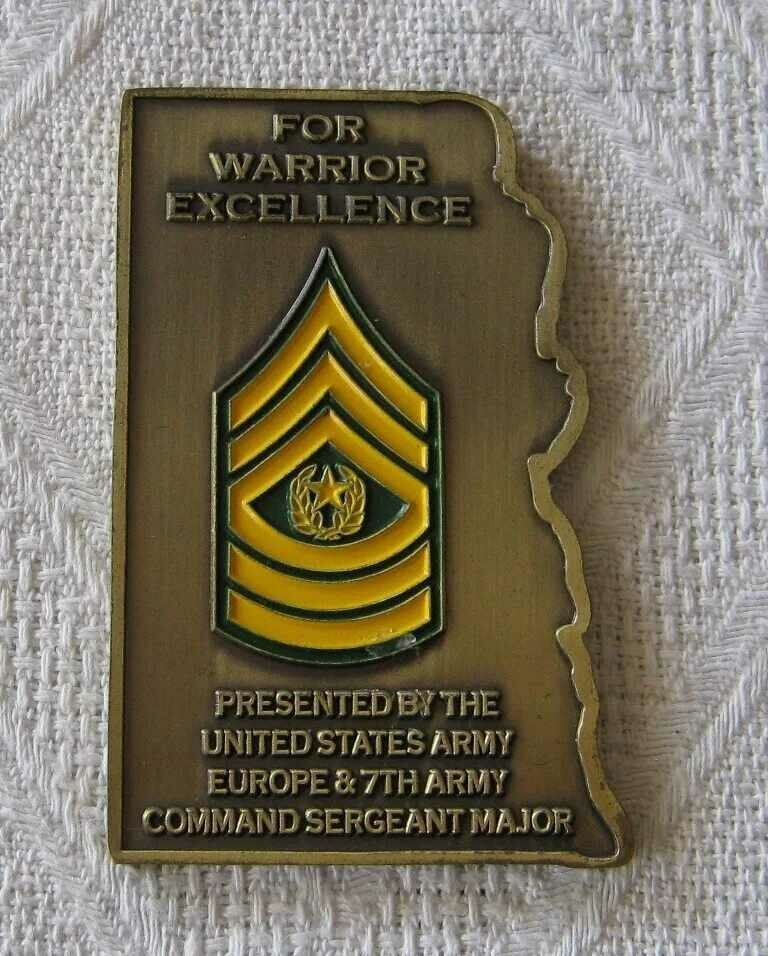 FOR
WARRIOR
EXCELLENCE
PRESENTED BY THE
UNITED STATES ARMY
EUROPE & 7TH ARMY
COMMAND SERGEANT MAJOR